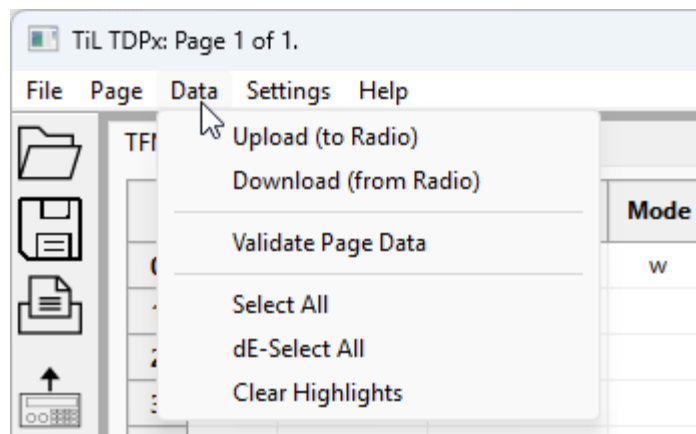 TiL TDPx: Page 1 of 1.
File Page Data Settings Help
Upload (to Radio)
Download (from Radio)
Mode
Validate Page Data
w
Select All
dE-Select All
Clear Highlights